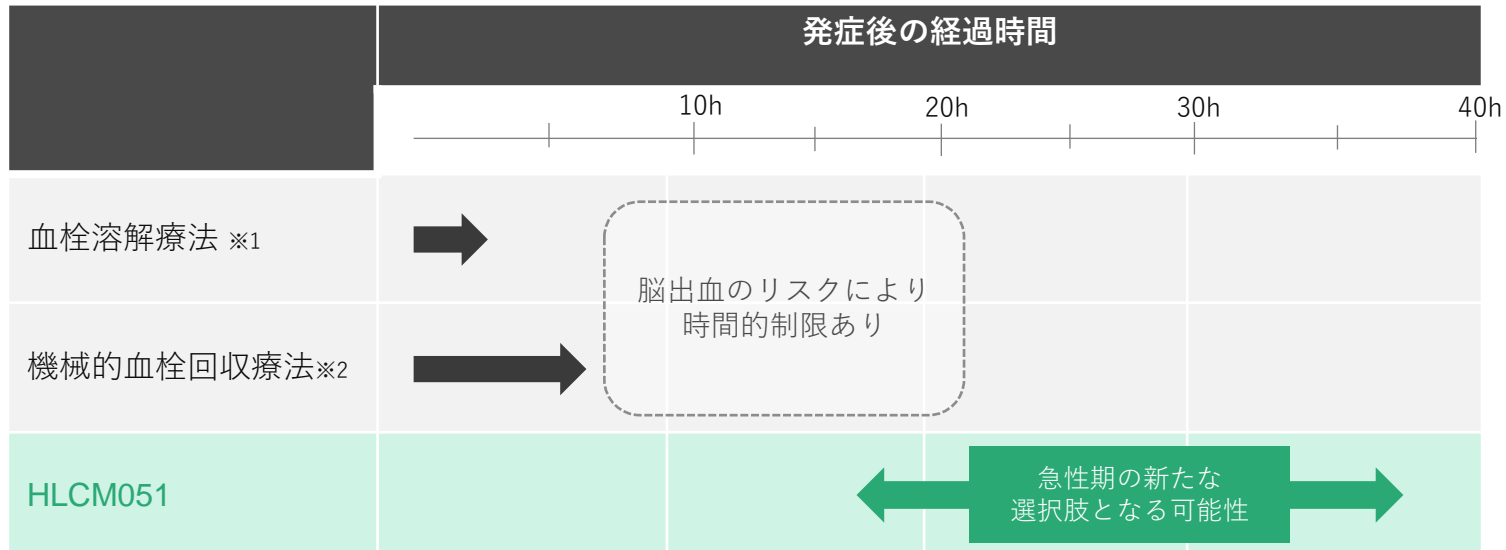 発症後の経過時間
10h 20h 30h 40h
血栓溶解療法 ※1
脳出血のリスクにより
時間的制限あり
機械的血栓回収療法※2
HLCM051
急性期の新たな
選択肢となる可能性